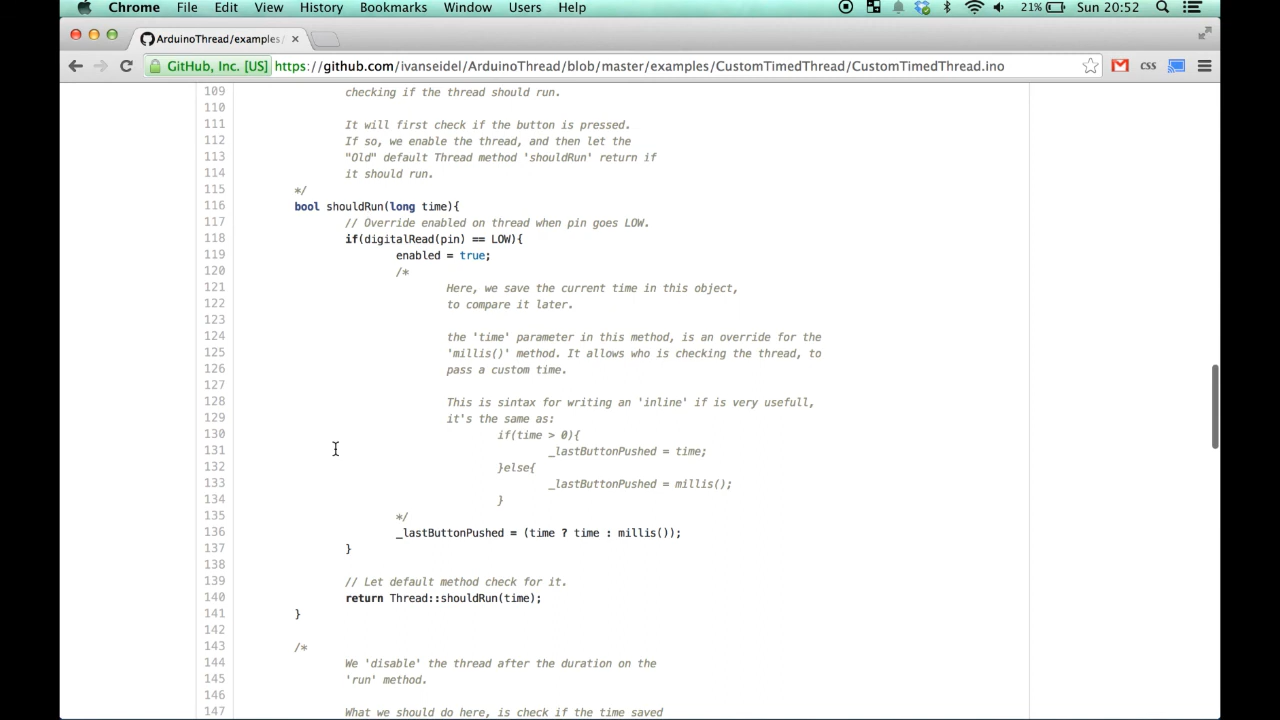 Chrome File Edit View History Bookmarks Window Users Help 21% Sun 20:52
ArduinoThread/examples
GitHub, Inc. [US] https://github.com/ivanseidel/ArduinoThread/blob/master/examples/CustomTimedThread/CustomTimedThread.ino CSS
109 checking if the thread should run.
110
111 It will first check if the button is pressed.
112 If so, we enable the thread, and then let the
113 "Old" default Thread method 'shouldRun' return if
114 it should run.
115 */
116 bool shouldRun(long time){
117 // Override enabled on thread when pin goes LOW.
118 if(digitalRead(pin) == LOW){
119 enabled = true;
120 /*
121 Here, we save the current time in this object,
122 to compare it later.
123
124 the 'time' parameter in this method, is an override for the
125 'millis()' method. It allows who is checking the thread, to
126 pass a custom time.
127
128 This is sintax for writing an 'inline' if is very usefull,
129 it's the same as:
130 if(time > 0){
131 _lastButtonPushed = time;
132 }else{
133 _lastButtonPushed = millis();
134 }
135 */
136 _lastButtonPushed = (time ? time : millis());
137 }
138
139 // Let default method check for it.
140 return Thread::shouldRun(time);
141 }
142
143 /*
144 We 'disable' the thread after the duration on the
145 'run' method.
146
147 What we should do here, is check if the time saved